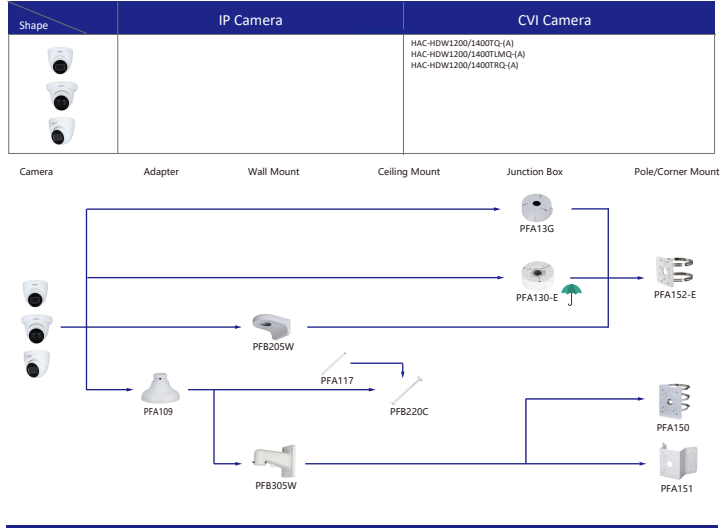 Shape
IP Camera
CVI Camera
HAC-HDW1200/1400TQ-(A)
HAC-HDW1200/1400TLMQ-(A)
HAC-HDW1200/1400TRQ-(A)
Camera
Adapter
Wall Mount
Ceiling Mount
Junction Box
Pole/Corner Mount
PFA13G
PFA130-E
PFA152-E
PFB205W
PFA117
PFA109
PFB220C
PFA150
PFB305W
PFA151